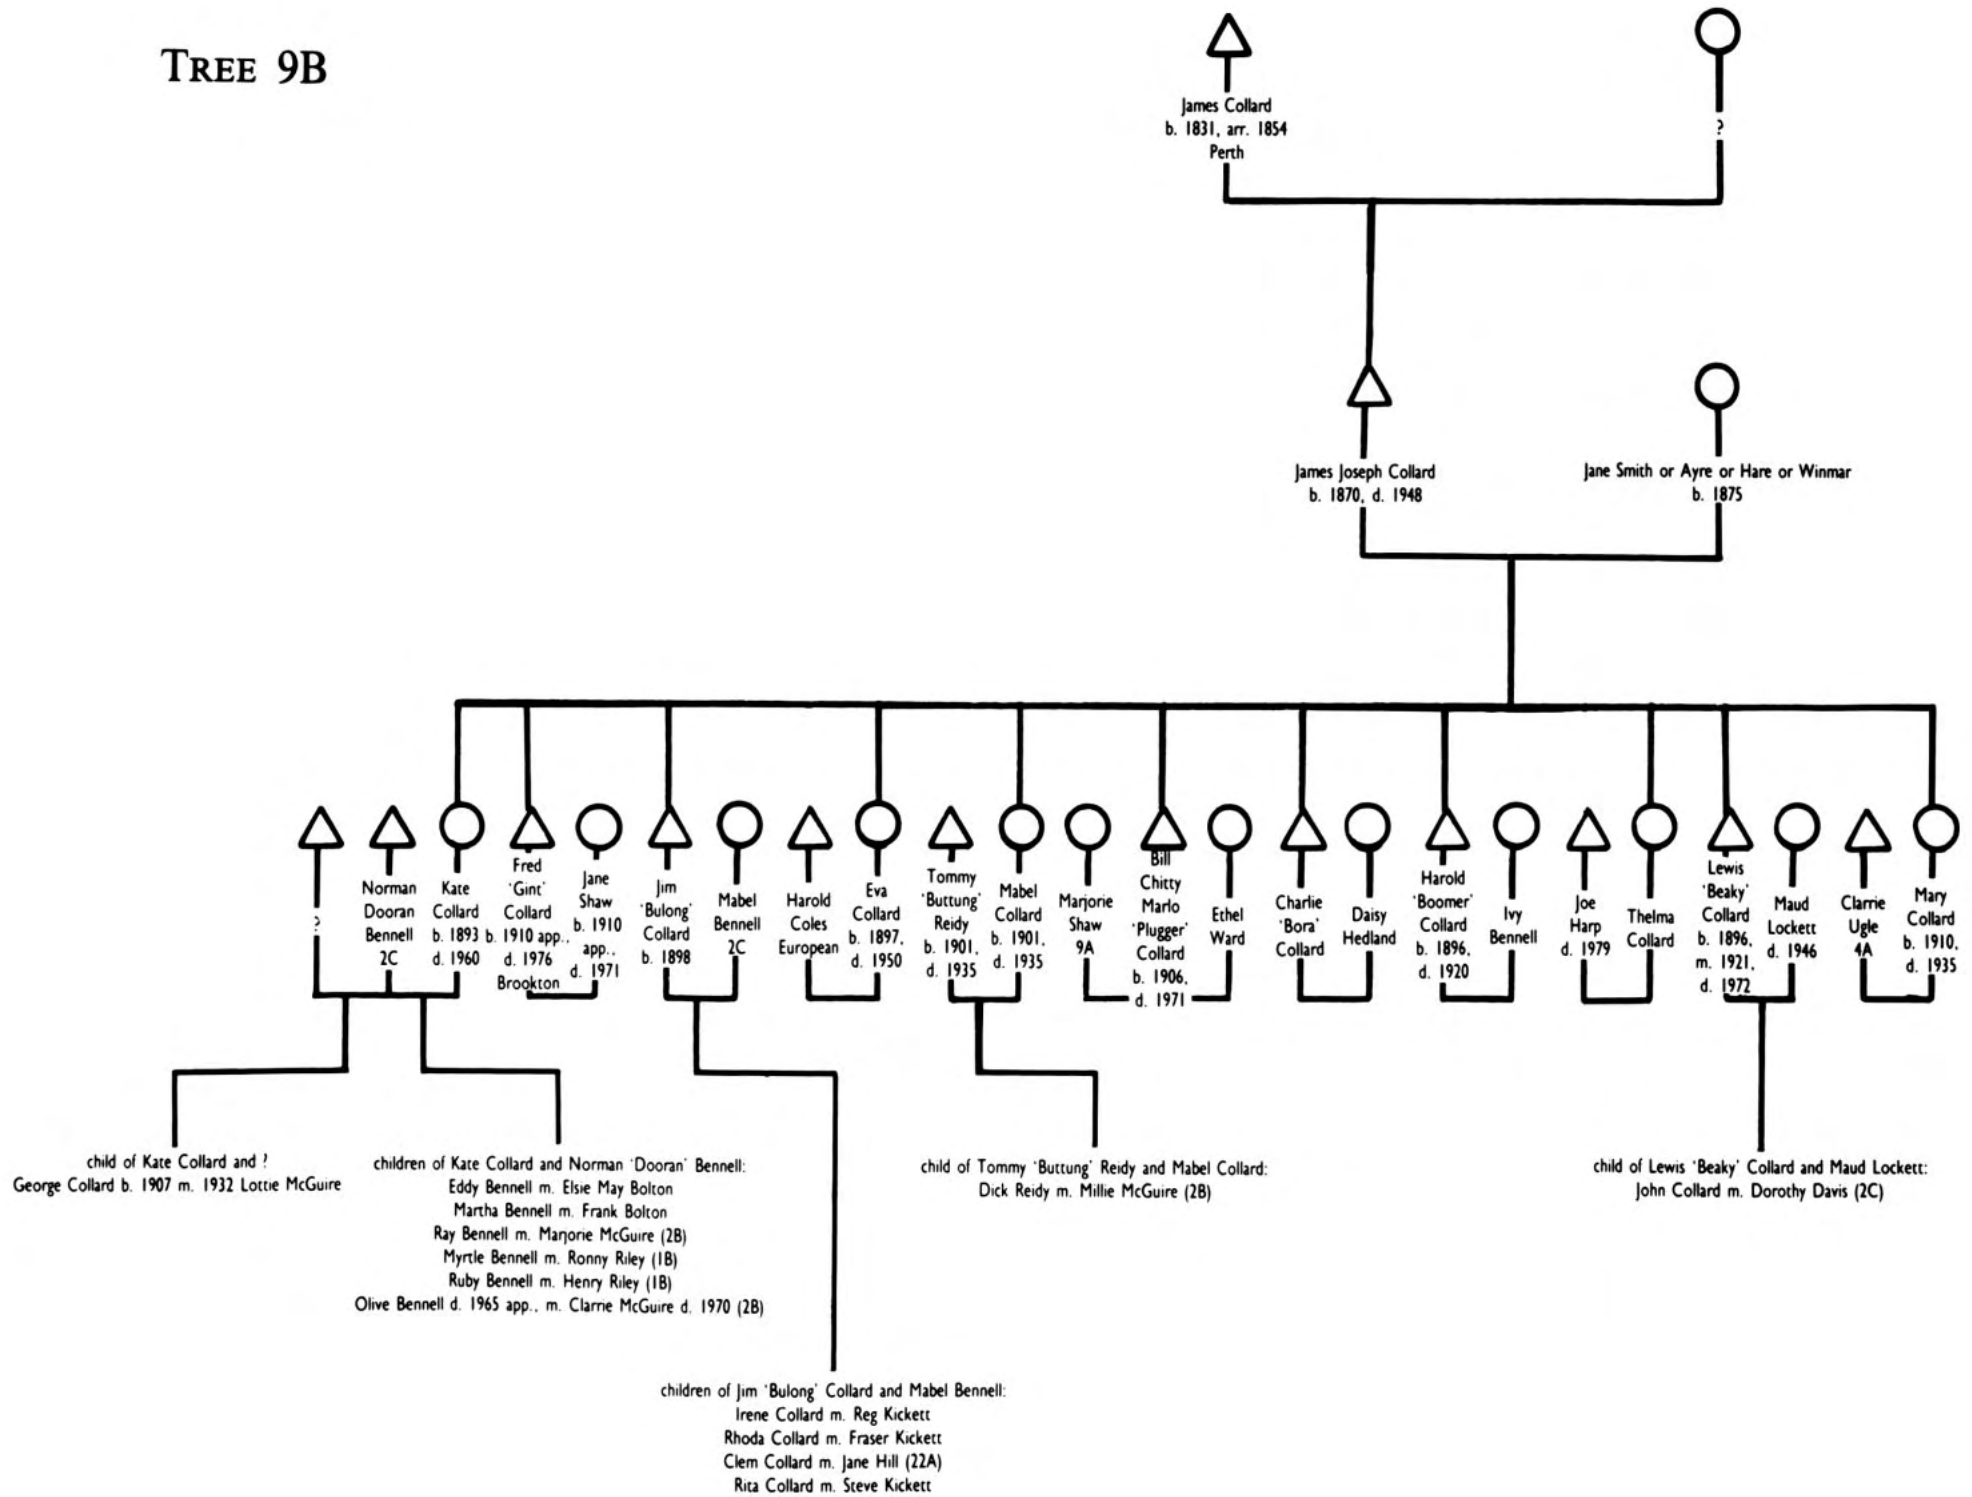 TREE 9B
James Collard
b. 1831, arr. 1854
Perth
?
James Joseph Collard
b. 1870, d. 1948
Jane Smith or Ayre or Hare or Winmar
b. 1875
?
Norman
Dooran
Bennell
2C
Kate
Collard
b. 1893
d. 1960
Fred
'Gint'
Collard
b. 1910 app.,
d. 1976
Brookton
Jane
Shaw
b. 1910
app.,
d. 1971
Jim
'Bulong'
Collard
b. 1898
Mabel
Bennell
2C
Harold
Coles
European
Eva
Collard
b. 1897,
d. 1950
Tommy
'Buttung'
Reidy
b. 1901,
d. 1935
Mabel
Collard
b. 1901,
d. 1935
Marjorie
Shaw
9A
Bill
Chitty
Marlo
'Plugger'
Collard
b. 1906,
d. 1971
Ethel
Ward
Charlie
'Bora'
Collard
Daisy
Hedland
Harold
'Boomer'
Collard
b. 1896,
d. 1920
Ivy
Bennell
Joe
Harp
d. 1979
Thelma
Collard
Lewis
'Beaky'
Collard
b. 1896,
m. 1921,
d. 1972
Maud
Lockett
d. 1946
Clarrie
Ugle
4A
Mary
Collard
b. 1910,
d. 1935
child of Kate Collard and ?
George Collard b. 1907 m. 1932 Lottie McGuire
children of Kate Collard and Norman 'Dooran' Bennell:
Eddy Bennell m. Elsie May Bolton
Martha Bennell m. Frank Bolton
Ray Bennell m. Marjorie McGuire (2B)
Myrtle Bennell m. Ronny Riley (1B)
Ruby Bennell m. Henry Riley (1B)
Olive Bennell d. 1965 app., m. Clarrie McGuire d. 1970 (2B)
child of Tommy 'Buttung' Reidy and Mabel Collard:
Dick Reidy m. Millie McGuire (2B)
child of Lewis 'Beaky' Collard and Maud Lockett:
John Collard m. Dorothy Davis (2C)
children of Jim 'Bulong' Collard and Mabel Bennell:
Irene Collard m. Reg Kickett
Rhoda Collard m. Fraser Kickett
Clem Collard m. Jane Hill (22A)
Rita Collard m. Steve Kickett